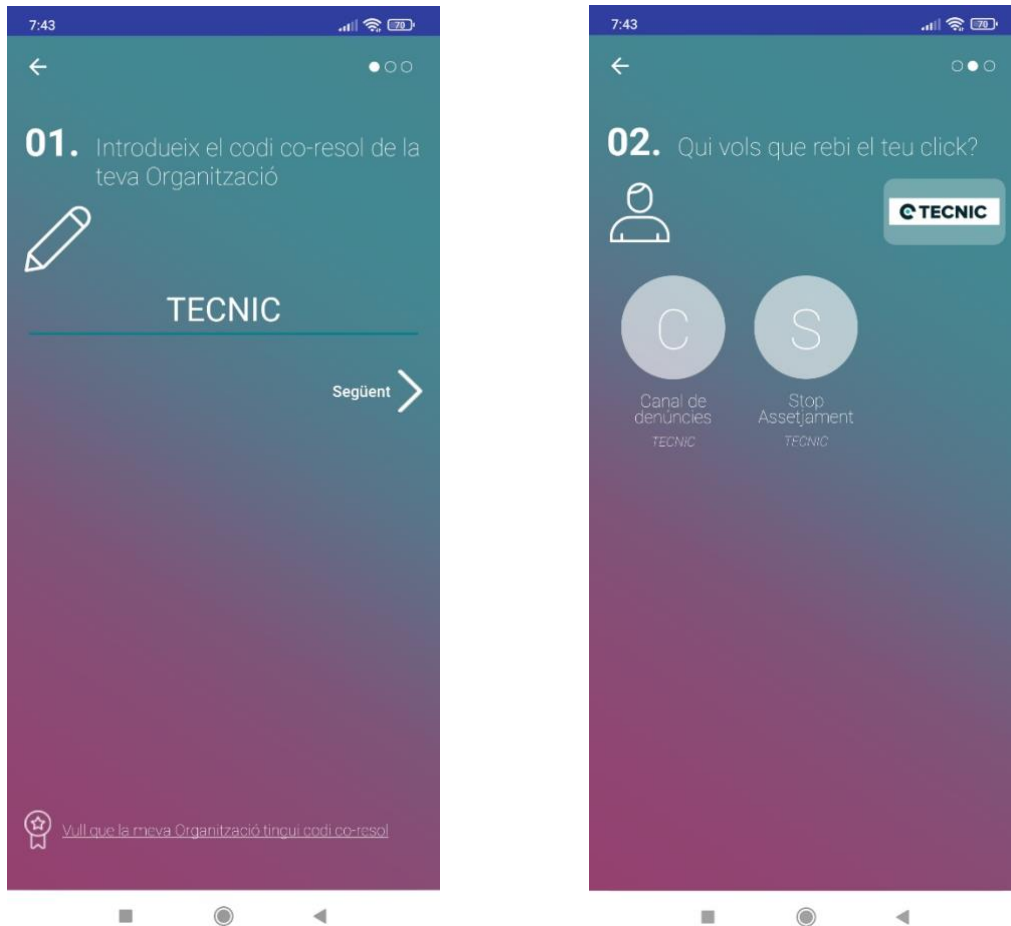 7:43
70
01. Introdueix el codi co-resol de la
teva Organització
TECNIC
Següent
Vull que la meva Organització tingui codi co-resol
7:43
70
02. Qui vols que rebi el teu click?
TECNIC
C
S
Canal de
denúncies
TECNIC
Stop
Assetjament
TECNIC